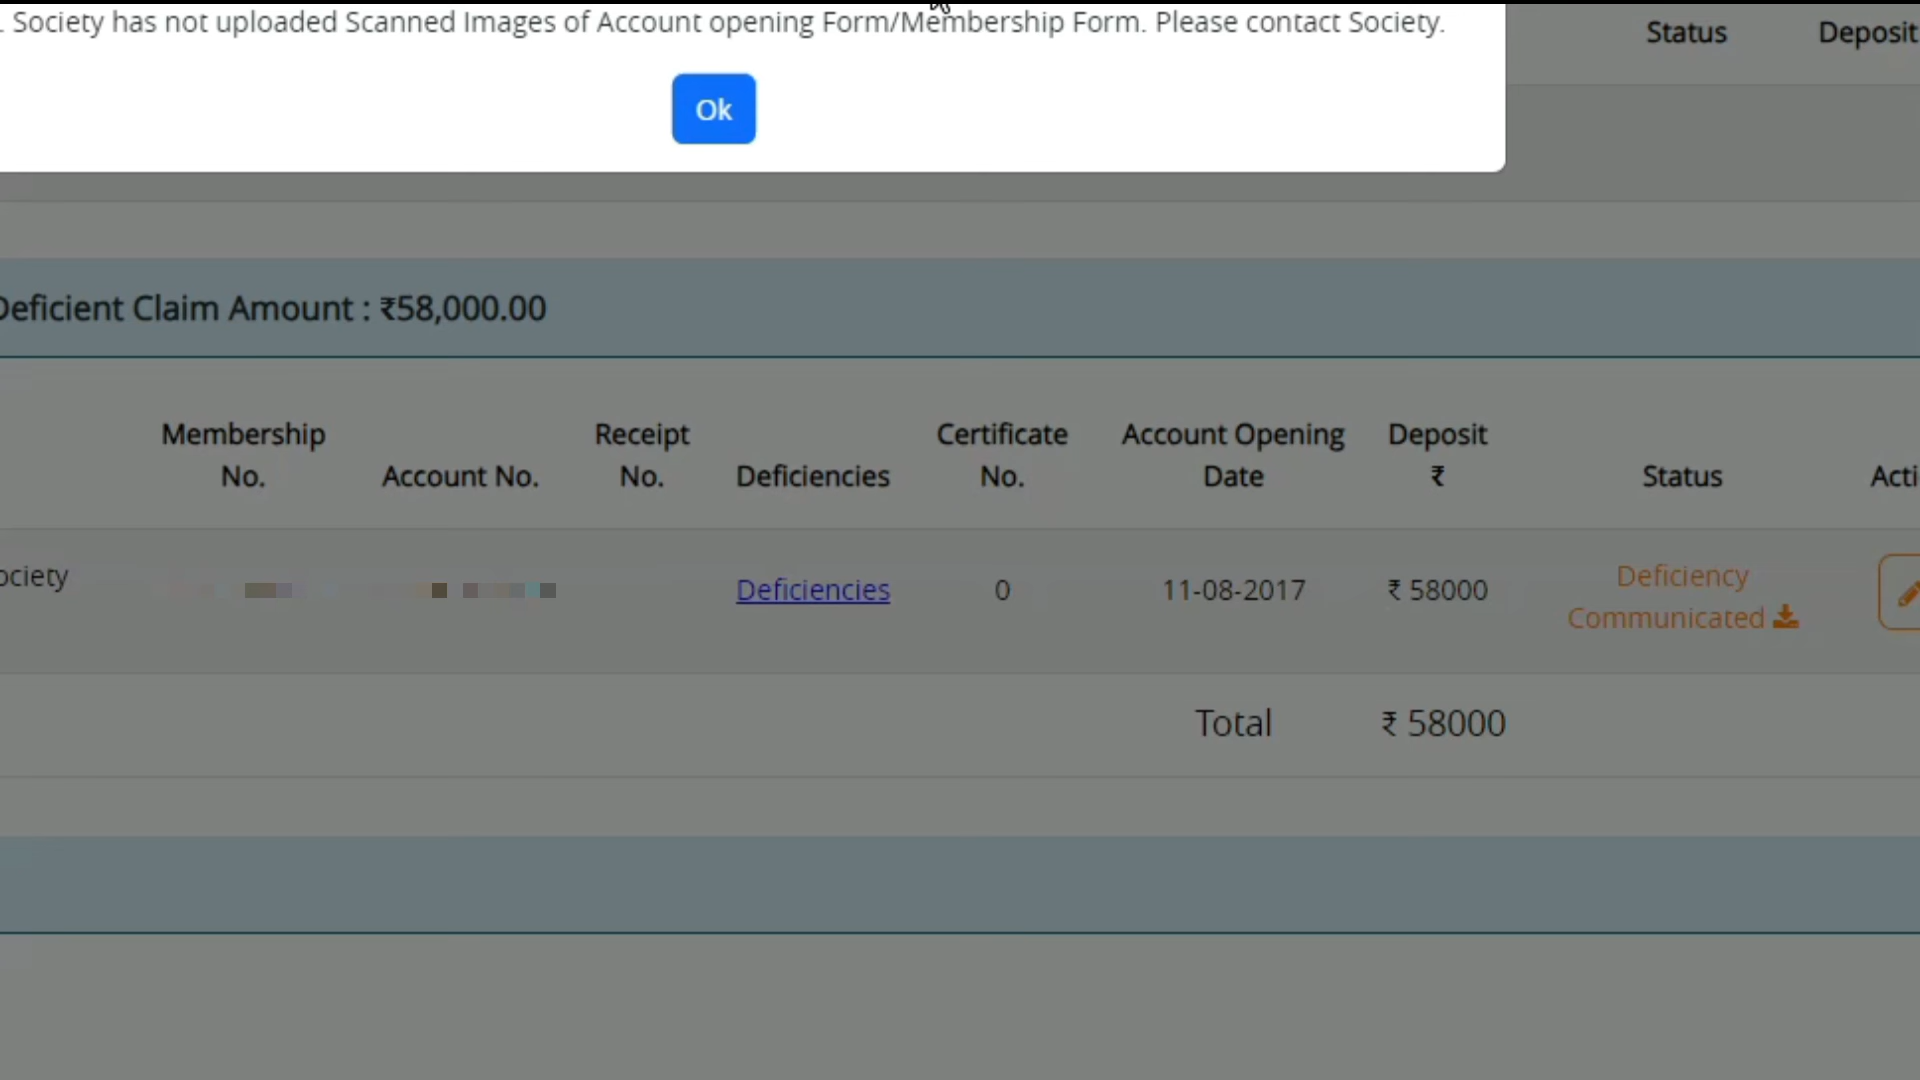 . Society has not uploaded Scanned Images of Account opening Form/Membership Form. Please contact Society.
Status Deposit
Ok
Deficient Claim Amount : ₹58,000.00
Membership No. Account No. Receipt No. Deficiencies Certificate No. Account Opening Date Deposit ₹ Status Acti
ociety Deficiencies 0 11-08-2017 ₹ 58000 Deficiency Communicated
Total ₹ 58000